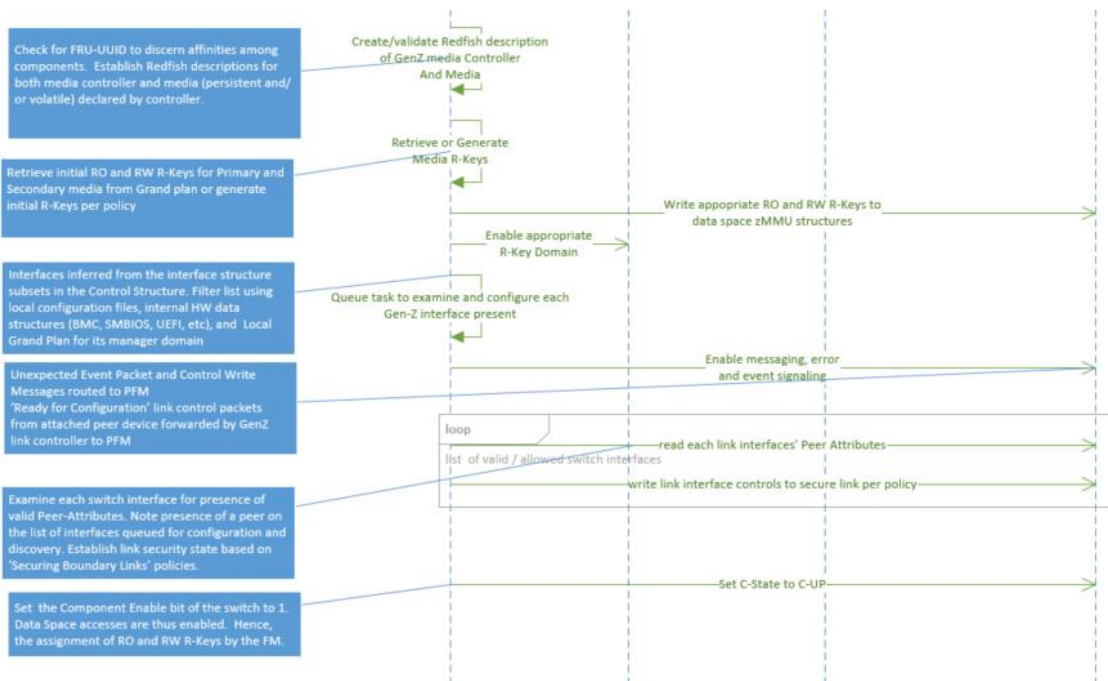 Check for FRU-UUID to discern affinities among
components. Establish Redfish descriptions for
both media controller and media (persistent and/
or volatile) declared by controller.
Create/validate Redfish description
of GenZ media Controller
And Media
Retrieve or Generate
Media R-Keys
Retrieve initial RO and RW R-Keys for Primary and
Secondary media from Grand plan or generate
initial R-Keys per policy
Write appopriate RO and RW R-Keys to
data space zMMU structures
Enable appropriate
R-Key Domain
Interfaces inferred from the interface structure
subsets in the Control Structure. Filter list using
local configuration files, internal HW data
structures (BMC, SMBIOS, UEFI, etc), and Local
Grand Plan for its manager domain
Queue task to examine and configure each
Gen-Z interface present
Enable messaging, error
and event signaling
Unexpected Event Packet and Control Write
Messages routed to PFM
'Ready for Configuration' link control packets
from attached peer device forwarded by GenZ
link controller to PFM
loop
list of valid / allowed switch interfaces
read each link interfaces' Peer Attributes
write link interface controls to secure link per policy
Examine each switch interface for presence of
valid Peer-Attributes. Note presence of a peer on
the list of interfaces queued for configuration and
discovery. Establish link security state based on
'Securing Boundary Links' policies.
Set C-State to C-UP
Set the Component Enable bit of the switch to 1.
Data Space accesses are thus enabled. Hence,
the assignment of RO and RW R-Keys by the FM.